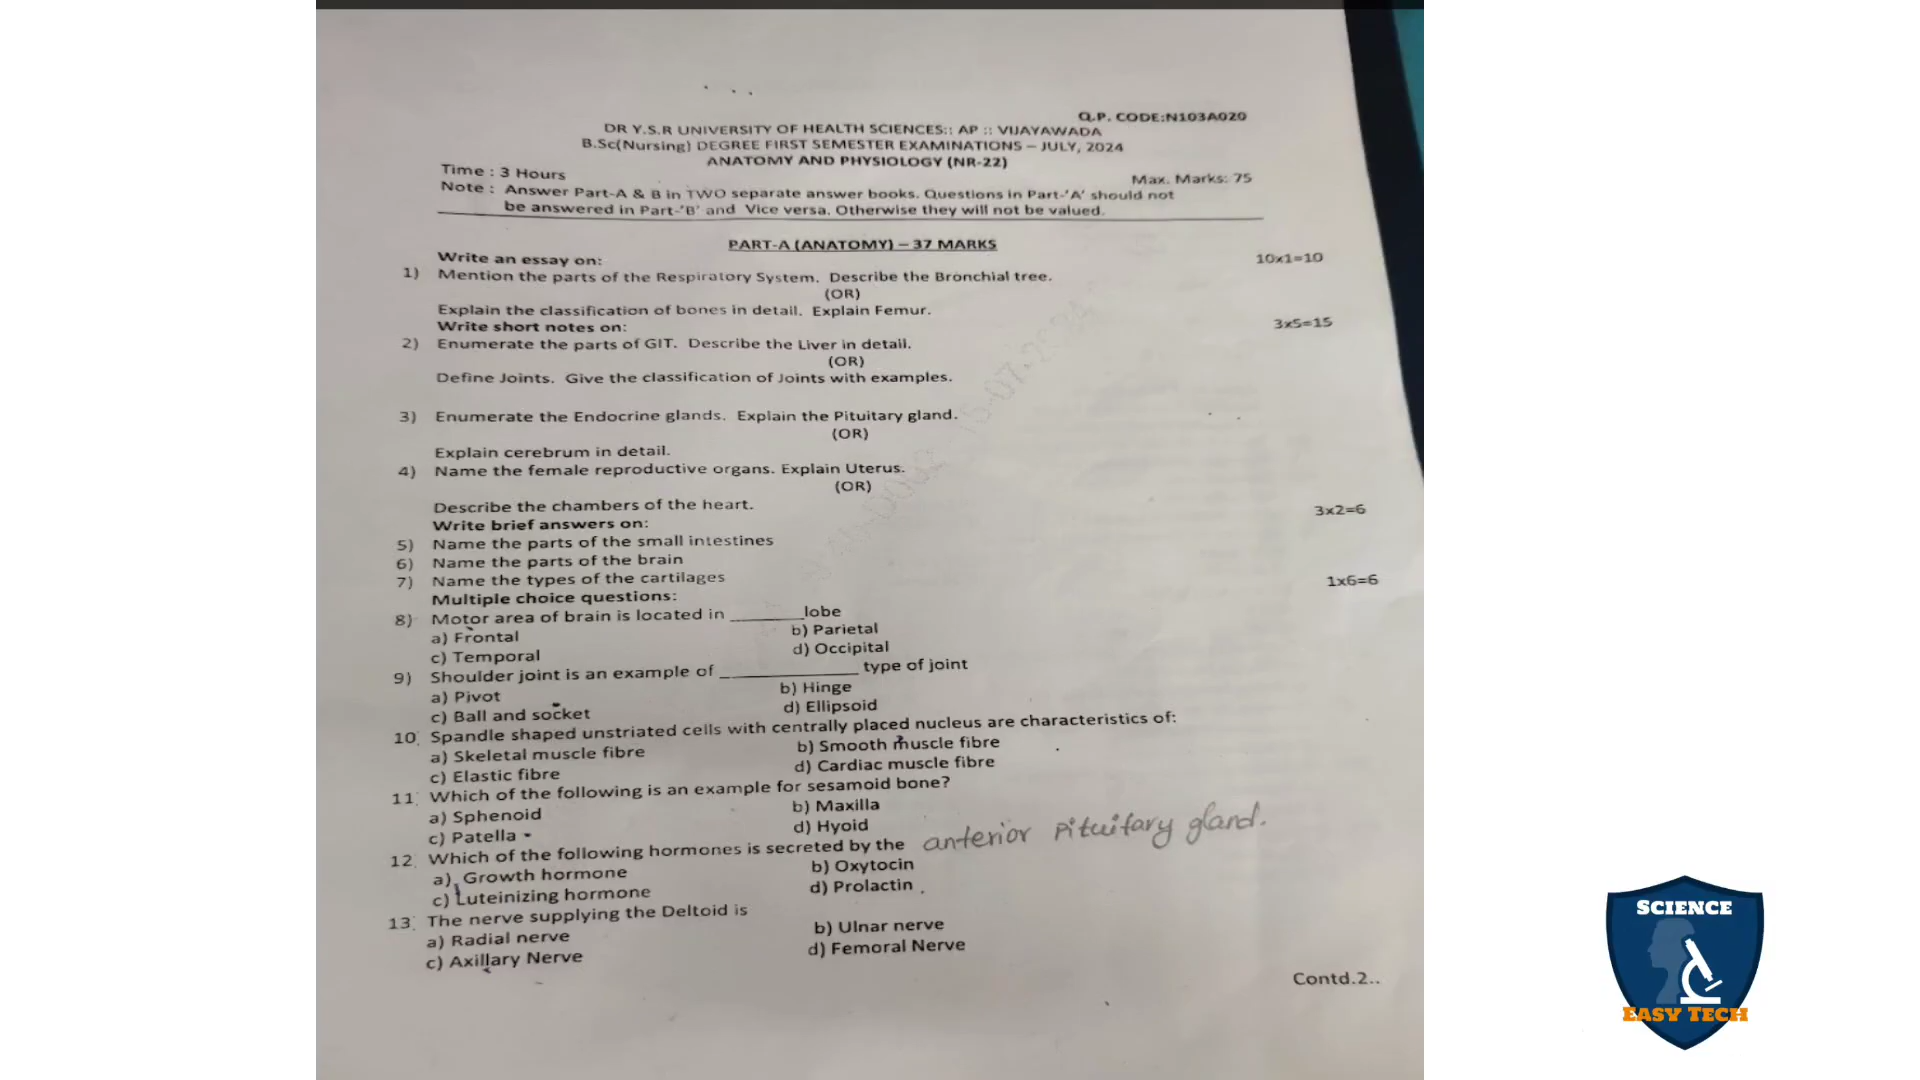 Q.P. CODE:N103A020
DR Y.S.R UNIVERSITY OF HEALTH SCIENCES:: AP :: VIJAYAWADA
B.Sc(Nursing) DEGREE FIRST SEMESTER EXAMINATIONS – JULY, 2024
ANATOMY AND PHYSIOLOGY (NR-22)
Time : 3 Hours Max. Marks: 75
Note : Answer Part-A & B in TWO separate answer books. Questions in Part-'A' should not
be answered in Part-'B' and Vice versa. Otherwise they will not be valued.
PART-A (ANATOMY) – 37 MARKS
Write an essay on: 10x1=10
1) Mention the parts of the Respiratory System. Describe the Bronchial tree.
(OR)
Explain the classification of bones in detail. Explain Femur.
Write short notes on: 3x5=15
2) Enumerate the parts of GIT. Describe the Liver in detail.
(OR)
Define Joints. Give the classification of Joints with examples.
3) Enumerate the Endocrine glands. Explain the Pituitary gland.
(OR)
Explain cerebrum in detail.
4) Name the female reproductive organs. Explain Uterus.
(OR)
Describe the chambers of the heart.
Write brief answers on: 3x2=6
5) Name the parts of the small intestines
6) Name the parts of the brain
7) Name the types of the cartilages
Multiple choice questions: 1x6=6
8) Motor area of brain is located in ________lobe
a) Frontal b) Parietal
c) Temporal d) Occipital
9) Shoulder joint is an example of _______________ type of joint
a) Pivot b) Hinge
c) Ball and socket d) Ellipsoid
10. Spandle shaped unstriated cells with centrally placed nucleus are characteristics of:
a) Skeletal muscle fibre b) Smooth muscle fibre
c) Elastic fibre d) Cardiac muscle fibre
11. Which of the following is an example for sesamoid bone?
a) Sphenoid b) Maxilla
c) Patella d) Hyoid
12. Which of the following hormones is secreted by the anterior pituitary gland.
a) Growth hormone b) Oxytocin
c) Luteinizing hormone d) Prolactin
13. The nerve supplying the Deltoid is
a) Radial nerve b) Ulnar nerve
c) Axillary Nerve d) Femoral Nerve
Contd.2..
SCIENCE
EASY TECH